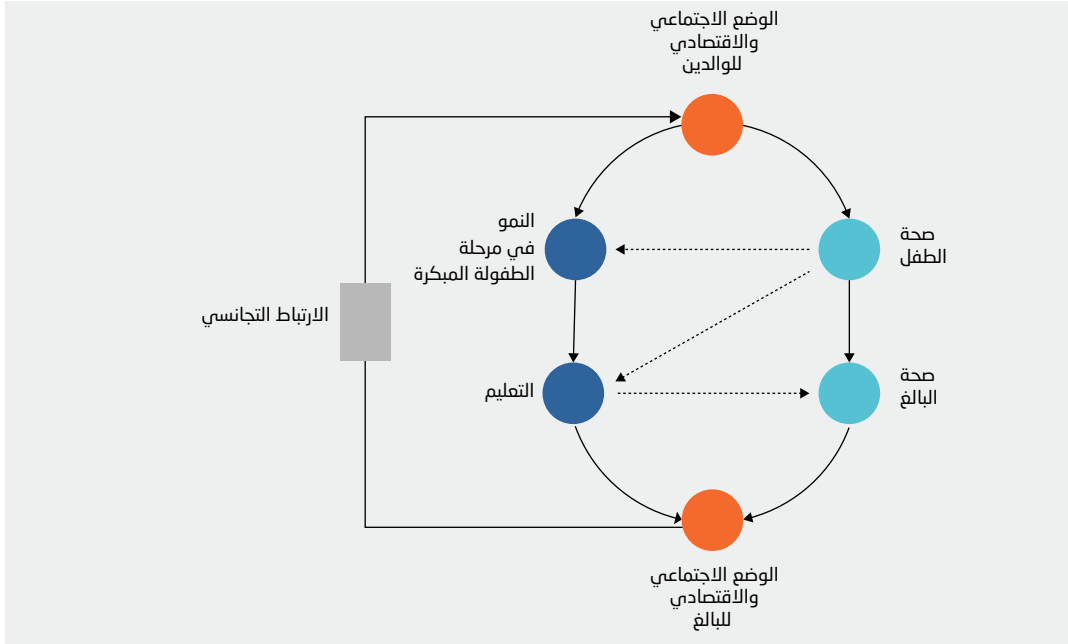 الوضع الاجتماعي
والاقتصادي
للوالدين
صحة
الطفل
النمو
في مرحلة
الطفولة المبكرة
الارتباط التجانسي
صحة
البالغ
التعليم
الوضع الاجتماعي
والاقتصادي
للبالغ